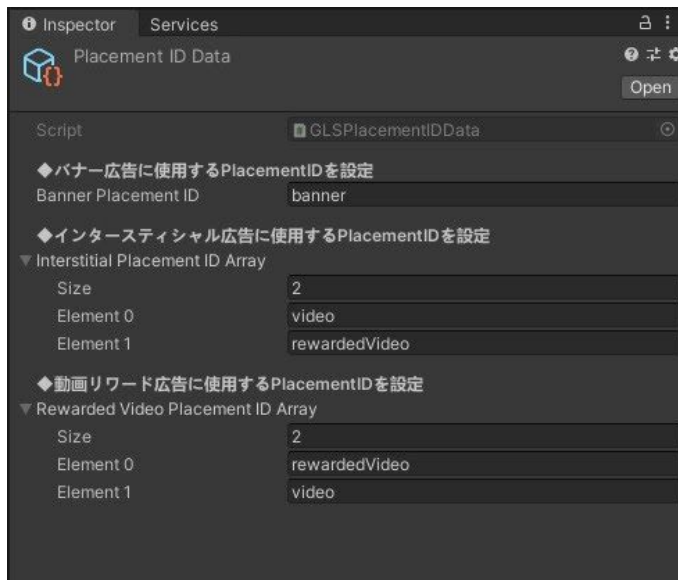 Inspector Services
Placement ID Data
Open
Script GLSPlacementIDData
◆バナー広告に使用するPlacementIDを設定
Banner Placement ID banner
◆インタースティシャル広告に使用するPlacementIDを設定
Interstitial Placement ID Array
Size 2
Element 0 video
Element 1 rewardedVideo
◆動画リワード広告に使用するPlacementIDを設定
Rewarded Video Placement ID Array
Size 2
Element 0 rewardedVideo
Element 1 video